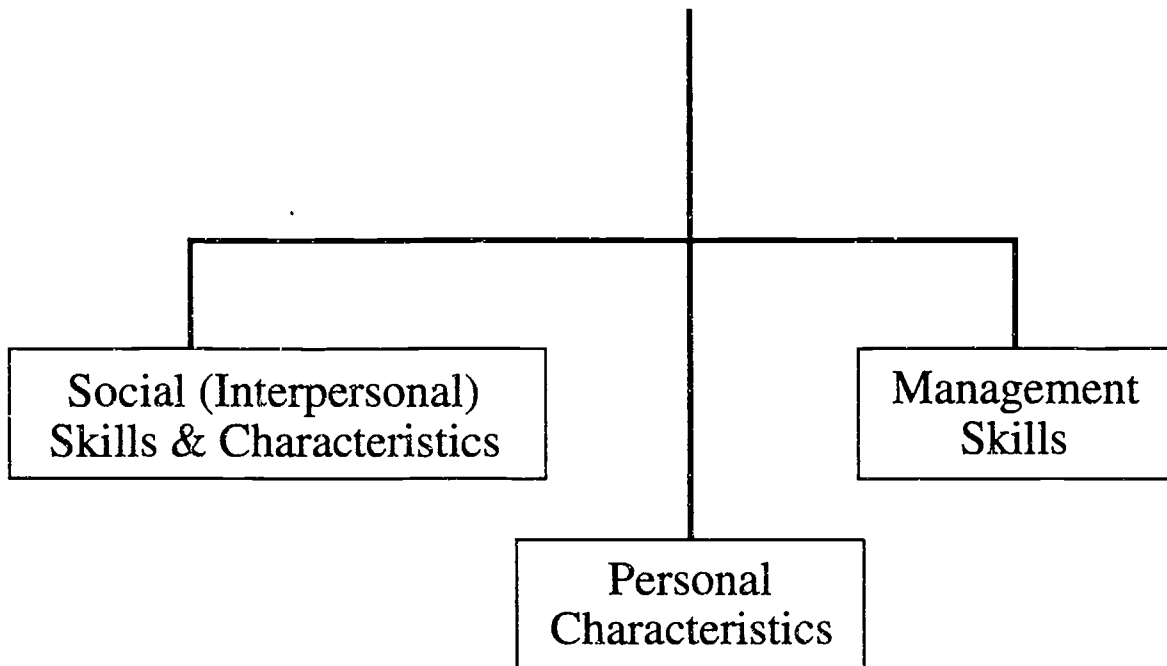 Social (Interpersonal)
Skills & Characteristics
Management
Skills
Personal
Characteristics